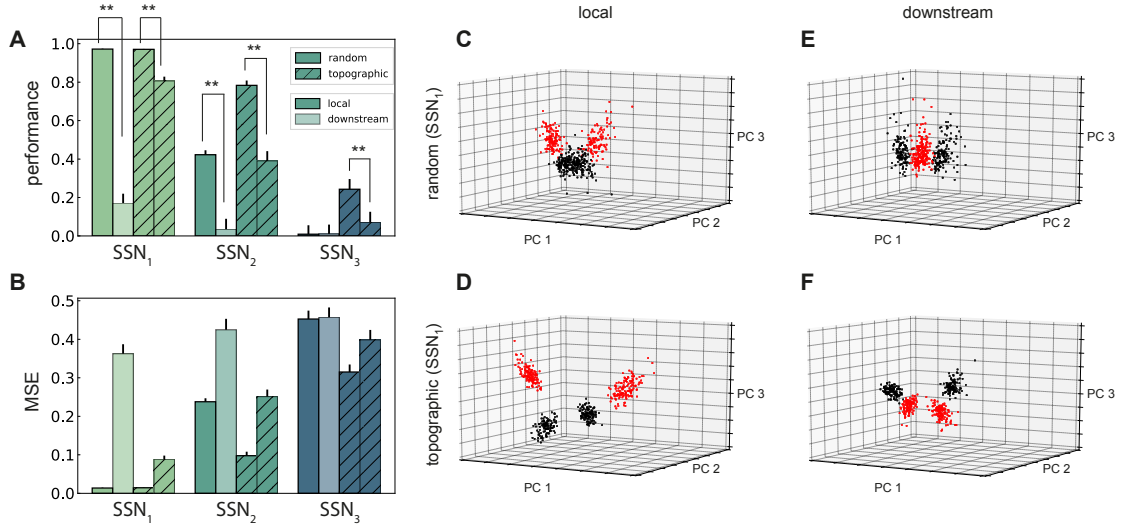 local
downstream
A
**
**
**
**
**
performance
1.0
0.8
0.6
0.4
0.2
0.0
random
topographic
local
downstream
SSN1
SSN2
SSN3
B
MSE
0.5
0.4
0.3
0.2
0.1
0.0
SSN1
SSN2
SSN3
C
random (SSN1)
PC 1
PC 2
PC 3
E
PC 1
PC 2
PC 3
D
topographic (SSN1)
PC 1
PC 2
PC 3
F
PC 1
PC 2
PC 3